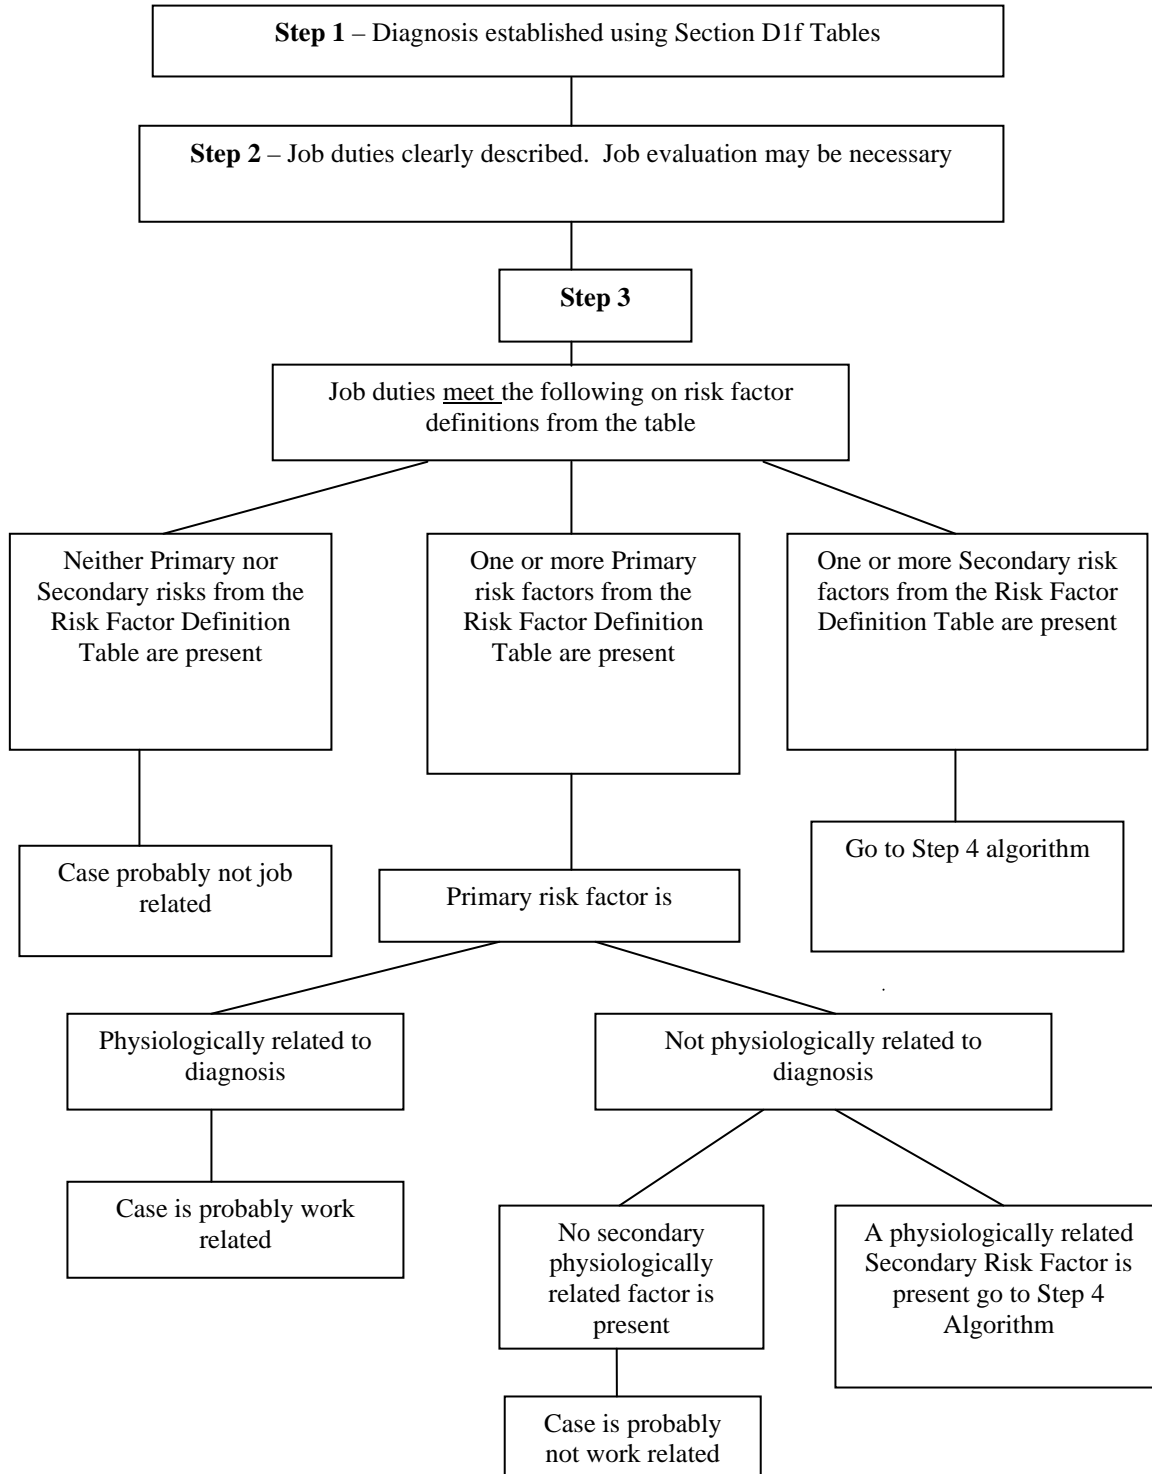 Step 1 – Diagnosis established using Section D1f Tables
Step 2 – Job duties clearly described.  Job evaluation may be necessary
Step 3
Job duties meet the following on risk factor
definitions from the table
Neither Primary nor
Secondary risks from the
Risk Factor Definition
Table are present
One or more Primary
risk factors from the
Risk Factor Definition
Table are present
One or more Secondary risk
factors from the Risk Factor
Definition Table are present
Case probably not job
related
Go to Step 4 algorithm
Primary risk factor is
Physiologically related to
diagnosis
Not physiologically related to
diagnosis
Case is probably work
related
No secondary
physiologically
related factor is
present
A physiologically related
Secondary Risk Factor is
present go to Step 4
Algorithm
Case is probably
not work related